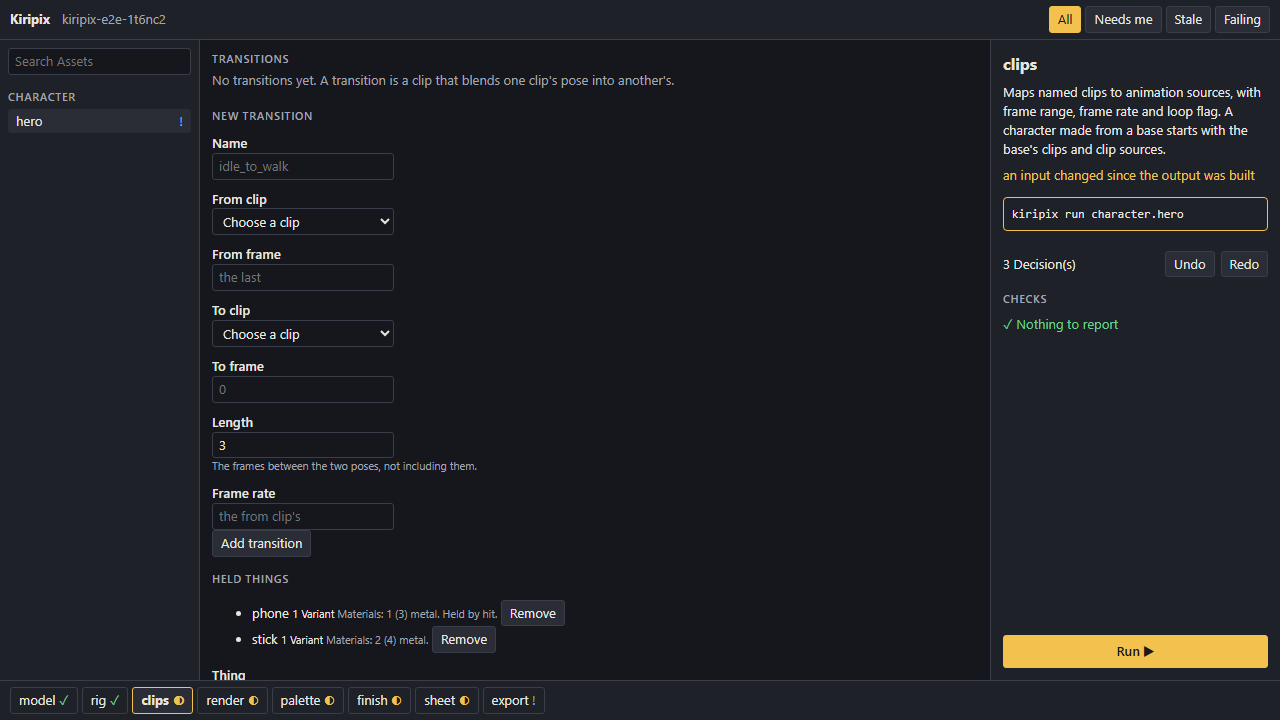 Kiripix kiripix-e2e-1t6nc2
All Needs me Stale Failing
Search Assets
CHARACTER
hero !
TRANSITIONS
No transitions yet. A transition is a clip that blends one clip's pose into another's.
NEW TRANSITION
Name
idle_to_walk
From clip
Choose a clip
From frame
the last
To clip
Choose a clip
To frame
0
Length
3
The frames between the two poses, not including them.
Frame rate
the from clip's
Add transition
HELD THINGS
• phone 1 Variant Materials: 1 (3) metal. Held by hit. Remove
• stick 1 Variant Materials: 2 (4) metal. Remove
Thing
clips
Maps named clips to animation sources, with
frame range, frame rate and loop flag. A
character made from a base starts with the
base's clips and clip sources.
an input changed since the output was built
kiripix run character.hero
3 Decision(s) Undo Redo
CHECKS
✓ Nothing to report
Run ▶
model ✓ rig ✓ clips ◐ render ◐ palette ◐ finish ◐ sheet ◐ export !